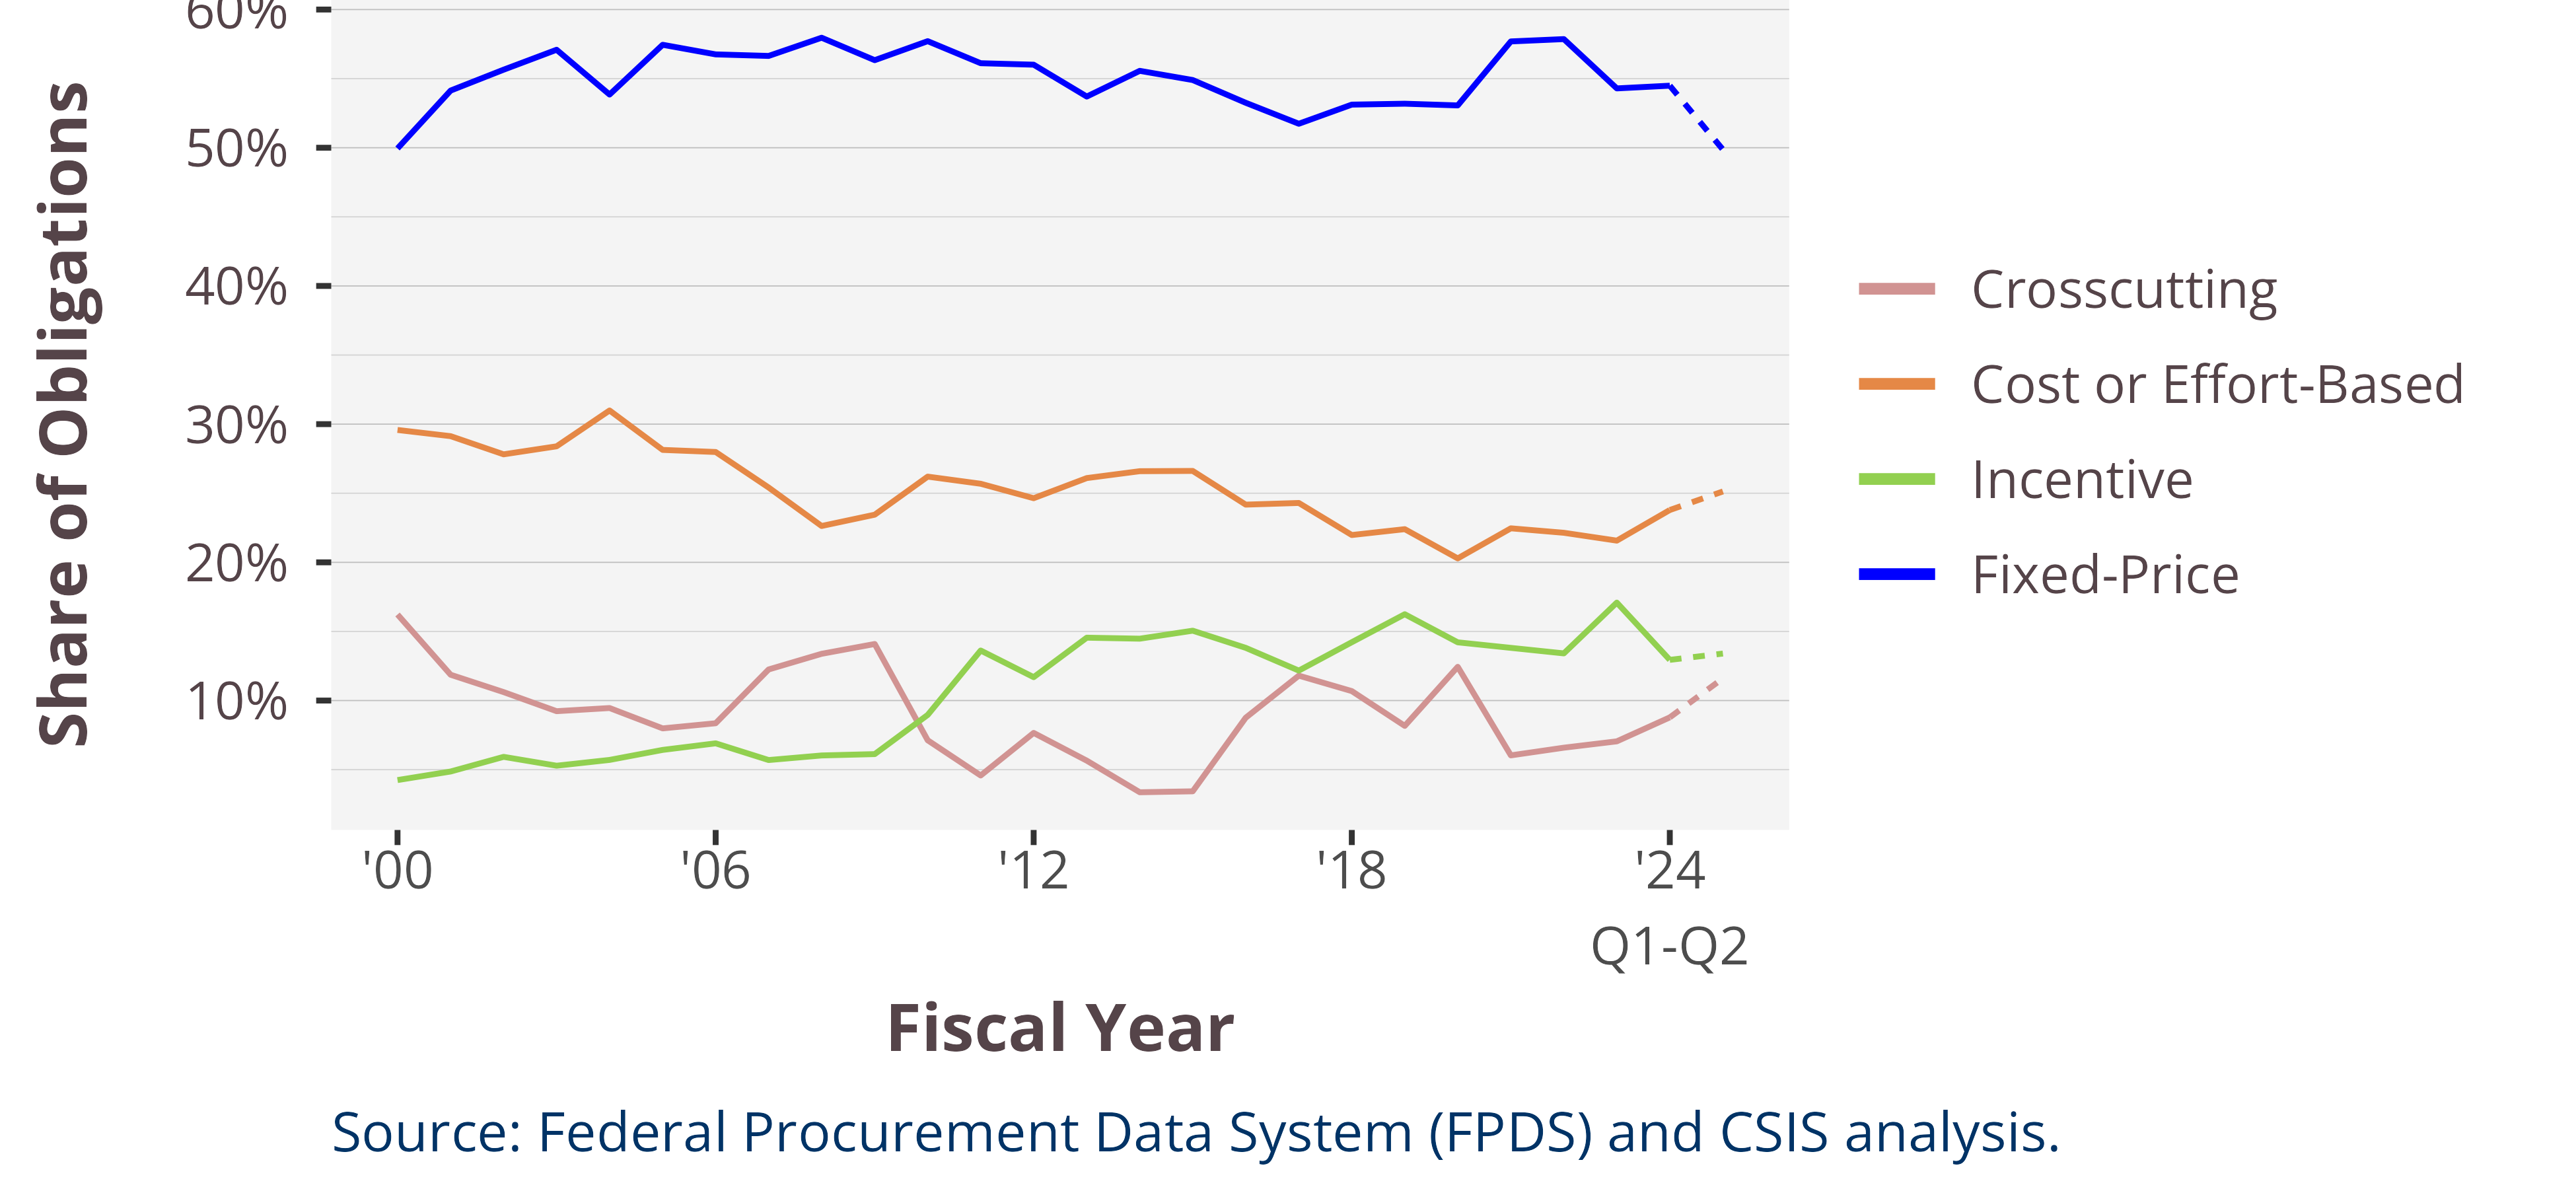 60%
50%
40%
30%
20%
10%
Share of Obligations
'00
'06
'12
'18
'24
Q1-Q2
Fiscal Year
Crosscutting
Cost or Effort-Based
Incentive
Fixed-Price
Source: Federal Procurement Data System (FPDS) and CSIS analysis.